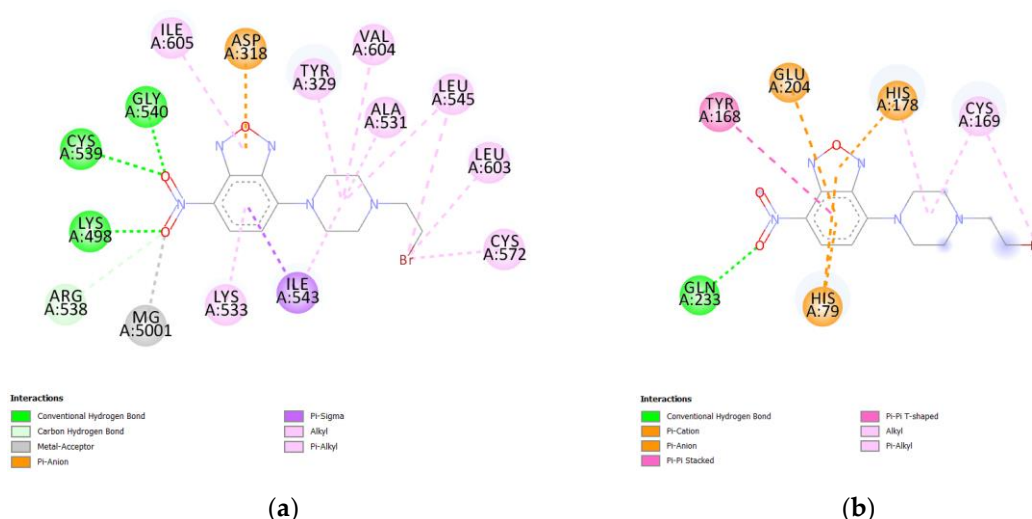 ILE
A:605
ASP
A:318
TYR
A:329
VAL
A:604
ALA
A:531
LEU
A:545
LEU
A:603
CYS
A:572
GLY
A:540
CYS
A:539
LYS
A:498
ARG
A:538
MG
A:5001
LYS
A:533
ILE
A:543
O
N
N
O
N
O
N
N
Br
Interactions
Conventional Hydrogen Bond
Carbon Hydrogen Bond
Metal-Acceptor
Pi-Anion
Pi-Sigma
Alkyl
Pi-Alkyl
(a)
TYR
A:168
GLU
A:204
HIS
A:178
CYS
A:169
GLN
A:233
HIS
A:79
O
N
N
O
N
O
N
N
Interactions
Conventional Hydrogen Bond
Pi-Cation
Pi-Anion
Pi-Pi Stacked
Pi-Pi T-shaped
Alkyl
Pi-Alkyl
(b)